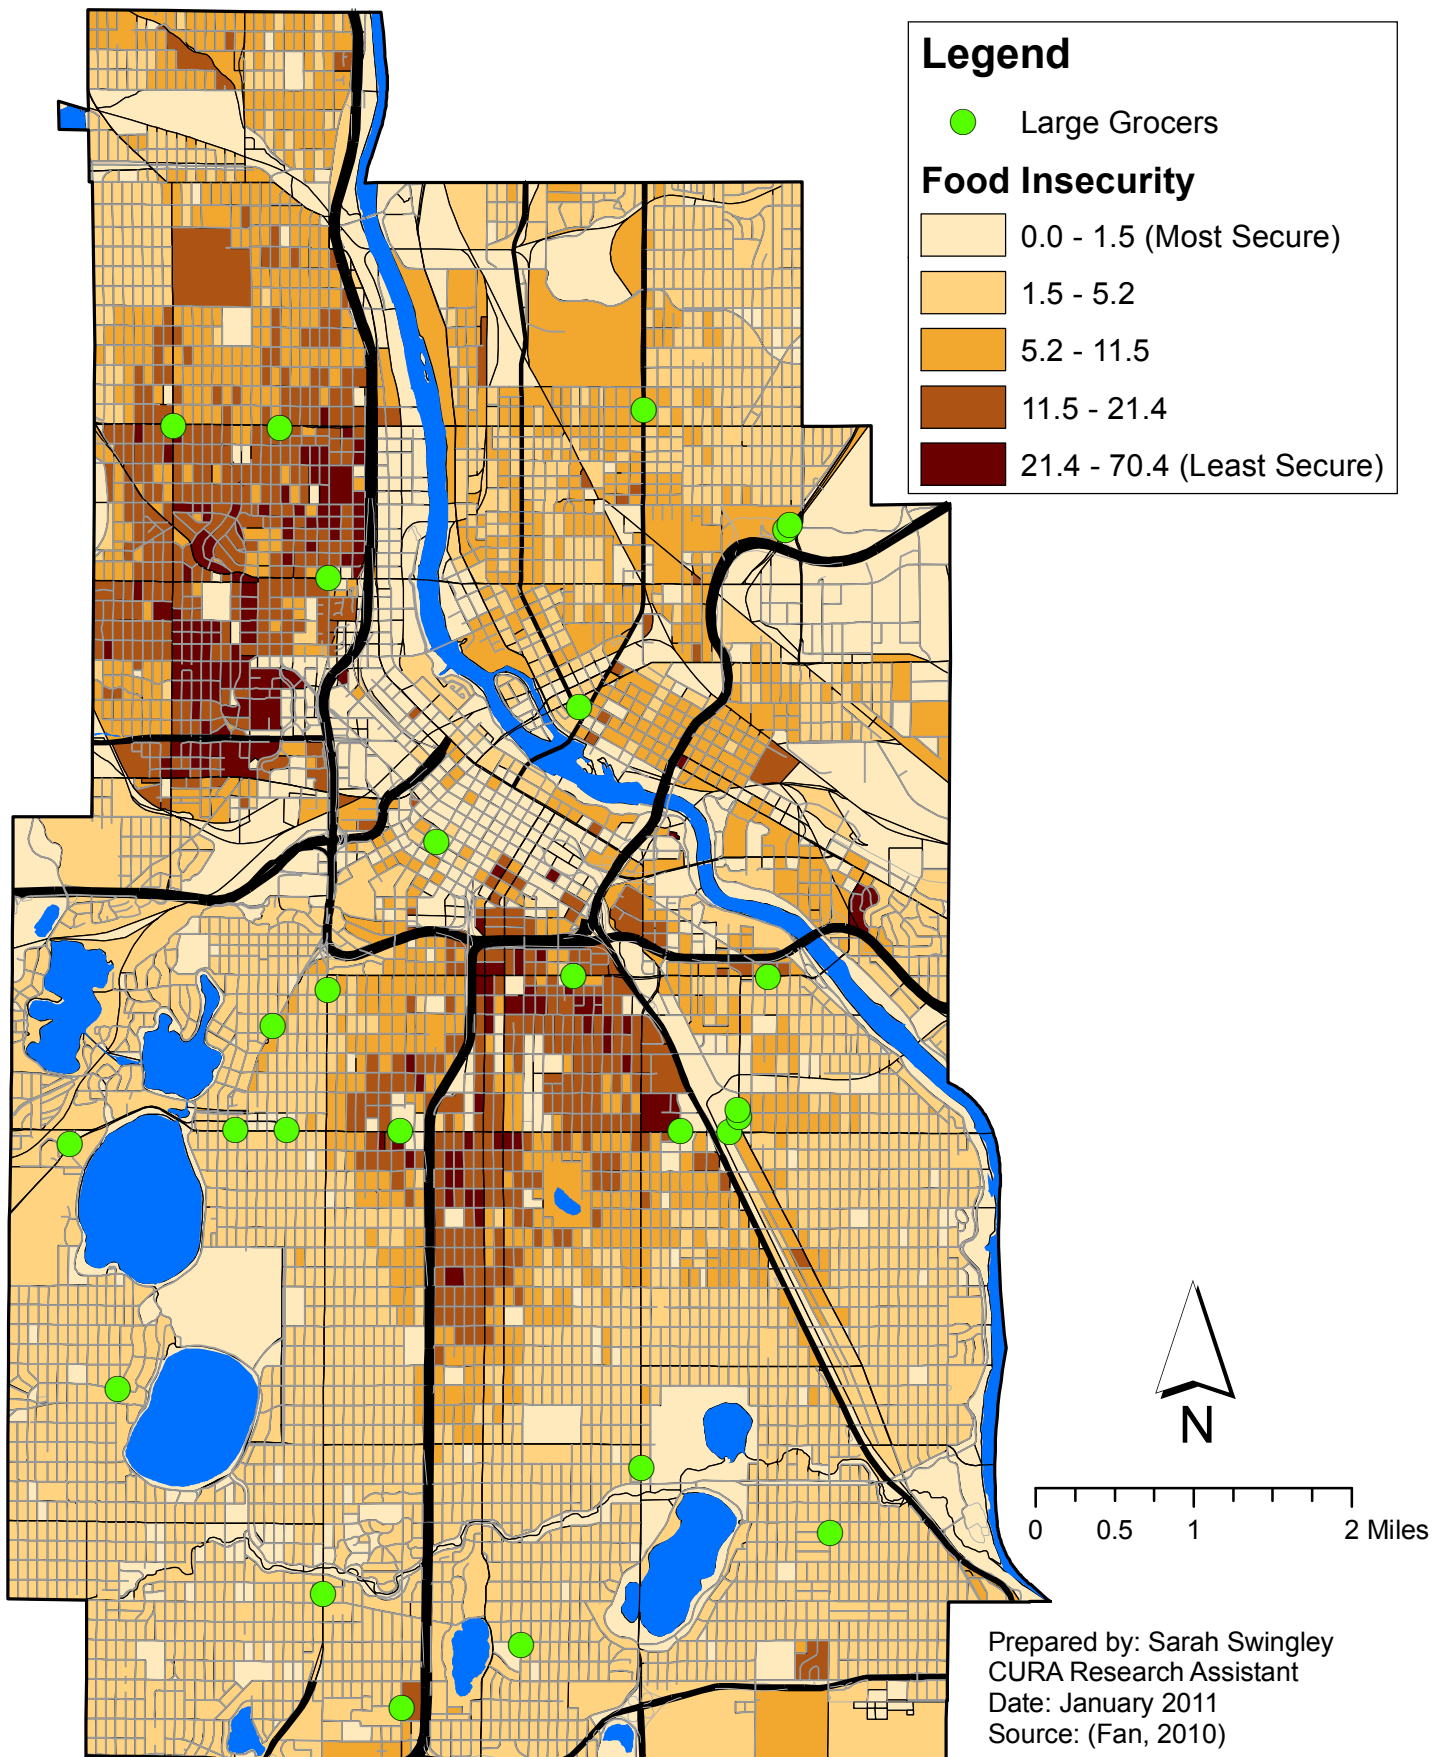 Legend
Large Grocers
Food Insecurity
0.0 - 1.5 (Most Secure)
1.5 - 5.2
5.2 - 11.5
11.5 - 21.4
21.4 - 70.4 (Least Secure)
N
0 0.5 1 2 Miles
Prepared by: Sarah Swingley
CURA Research Assistant
Date: January 2011
Source: (Fan, 2010)